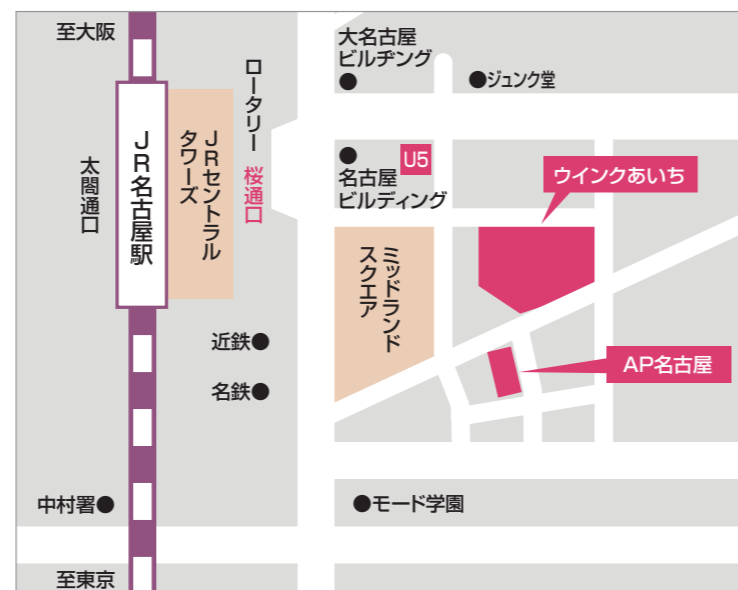 至大阪
JR名古屋駅
太閤通口
JRセントラル
タワーズ
ロータリー
桜通口
大名古屋
ビルヂング
●
●ジュンク堂
●
U5
名古屋
ビルディング
ウインクあいち
ミッドランド
スクエア
近鉄●
名鉄●
AP名古屋
中村署●
●モード学園
至東京